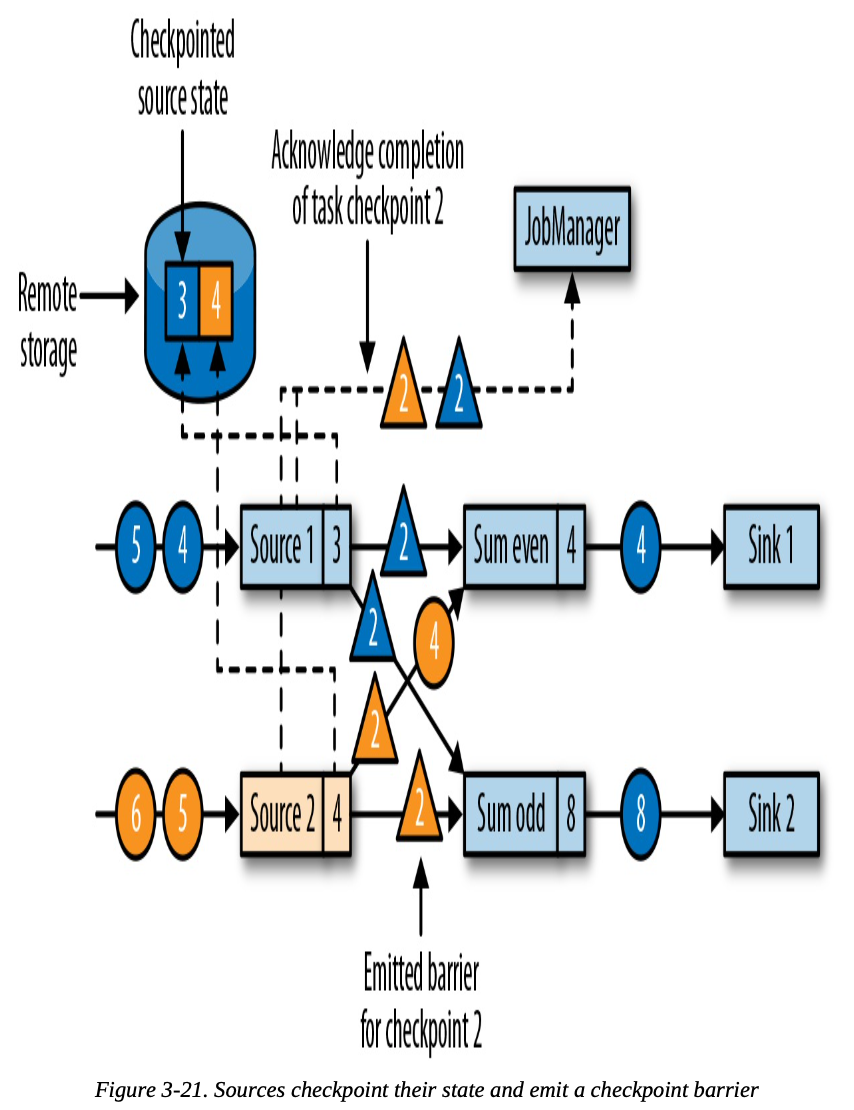 Checkpointed
source state
Acknowledge completion
of task checkpoint 2
JobManager
Remote
storage
3 4
2 2
5 4 Source 1 3 2 Sum even 4 4 Sink 1
2 4
2
6 5 Source 2 4 2 Sum odd 8 8 Sink 2
Emitted barrier
for checkpoint 2
Figure 3-21. Sources checkpoint their state and emit a checkpoint barrier